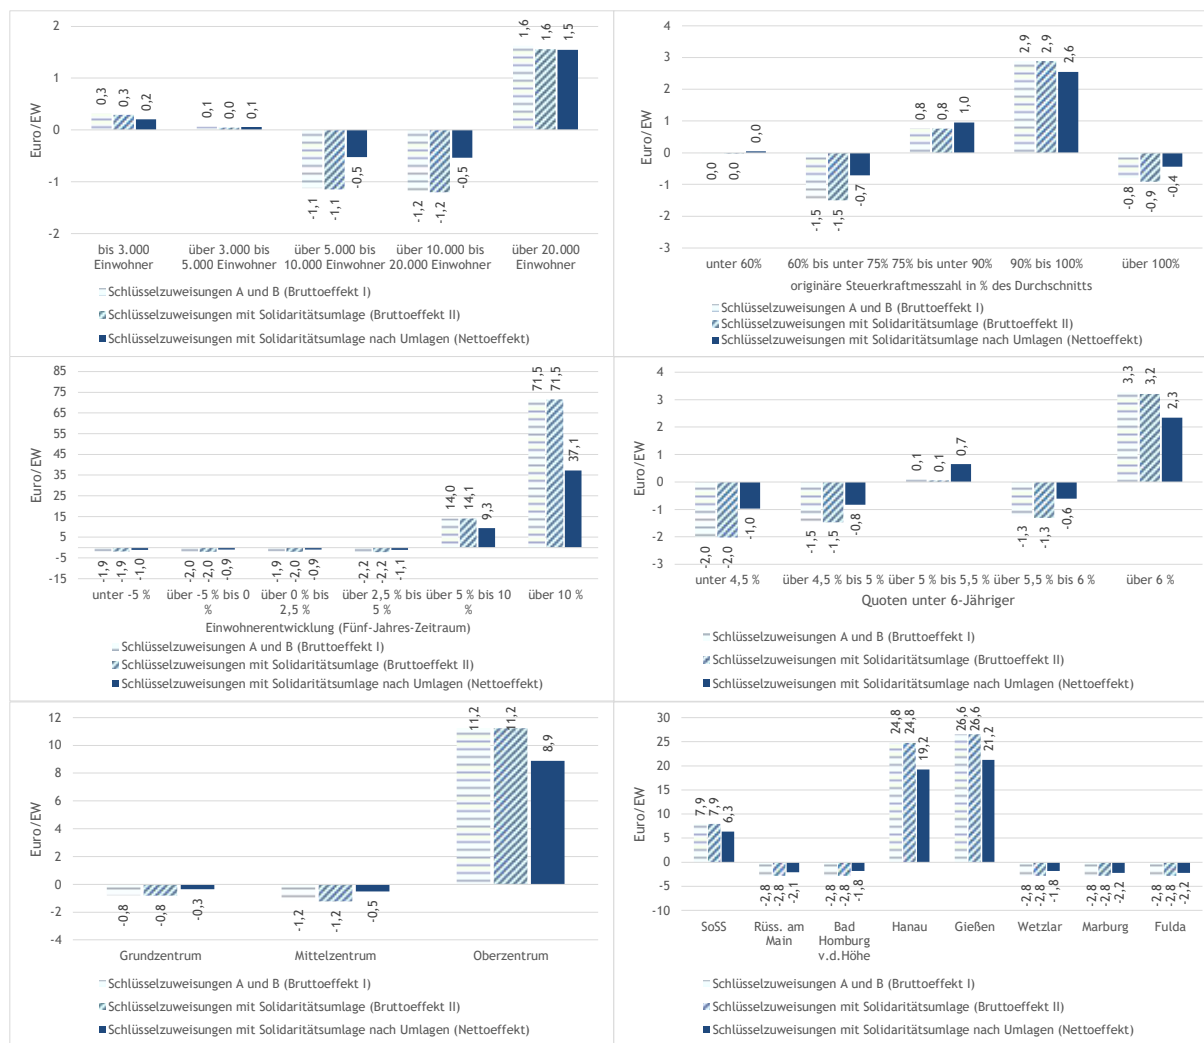 2
1
0
-1
-2
Euro/EW
0,3
0,3
0,2
0,1
0,0
0,1
-1,1
-1,1
-0,5
-1,2
-1,2
-0,5
1,6
1,6
1,5
bis 3.000 Einwohner
über 3.000 bis 5.000 Einwohner
über 5.000 bis 10.000 Einwohner
über 10.000 bis 20.000 Einwohner
über 20.000 Einwohner
Schlüsselzuweisungen A und B (Bruttoeffekt I)
Schlüsselzuweisungen mit Solidaritätsumlage (Bruttoeffekt II)
Schlüsselzuweisungen mit Solidaritätsumlage nach Umlagen (Nettoeffekt)
4
3
2
1
0
-1
-2
-3
Euro/EW
0,0
0,0
0,0
-1,5
-1,5
-0,7
0,8
0,8
1,0
2,9
2,9
2,6
-0,8
-0,9
-0,4
unter 60%
60% bis unter 75%
75% bis unter 90%
90% bis 100%
über 100%
originäre Steuerkraftmesszahl in % des Durchschnitts
Schlüsselzuweisungen A und B (Bruttoeffekt I)
Schlüsselzuweisungen mit Solidaritätsumlage (Bruttoeffekt II)
Schlüsselzuweisungen mit Solidaritätsumlage nach Umlagen (Nettoeffekt)
85
75
65
55
45
35
25
15
5
-5
-15
Euro/EW
-1,9
-1,9
-1,0
-2,0
-2,0
-0,9
-1,9
-2,0
-0,9
-2,2
-2,2
-1,1
14,0
14,1
9,3
71,5
71,5
37,1
unter -5 %
über -5 % bis 0 %
über 0 % bis 2,5 %
über 2,5 % bis 5 %
über 5 % bis 10 %
über 10 %
Einwohnerentwicklung (Fünf-Jahres-Zeitraum)
Schlüsselzuweisungen A und B (Bruttoeffekt I)
Schlüsselzuweisungen mit Solidaritätsumlage (Bruttoeffekt II)
Schlüsselzuweisungen mit Solidaritätsumlage nach Umlagen (Nettoeffekt)
4
3
2
1
0
-1
-2
-3
Euro/EW
-2,0
-2,0
-1,0
-1,5
-1,5
-0,8
0,1
0,1
0,7
-1,3
-1,3
-0,6
3,3
3,2
2,3
unter 4,5 %
über 4,5 % bis 5 %
über 5 % bis 5,5 %
über 5,5 % bis 6 %
über 6 %
Quoten unter 6-Jähriger
Schlüsselzuweisungen A und B (Bruttoeffekt I)
Schlüsselzuweisungen mit Solidaritätsumlage (Bruttoeffekt II)
Schlüsselzuweisungen mit Solidaritätsumlage nach Umlagen (Nettoeffekt)
12
10
8
6
4
2
0
-2
-4
Euro/EW
-0,8
-0,8
-0,3
-1,2
-1,2
-0,5
11,2
11,2
8,9
Grundzentrum
Mittelzentrum
Oberzentrum
Schlüsselzuweisungen A und B (Bruttoeffekt I)
Schlüsselzuweisungen mit Solidaritätsumlage (Bruttoeffekt II)
Schlüsselzuweisungen mit Solidaritätsumlage nach Umlagen (Nettoeffekt)
30
25
20
15
10
5
0
-5
-10
Euro/EW
7,9
7,9
6,3
-2,8
-2,8
-2,1
-2,8
-2,8
-1,8
24,8
24,8
19,2
26,6
26,6
21,2
-2,8
-2,8
-1,8
-2,8
-2,8
-2,2
-2,8
-2,8
-2,2
SoSS
Rüss. am Main
Bad Homburg v.d.Höhe
Hanau
Gießen
Wetzlar
Marburg
Fulda
Schlüsselzuweisungen A und B (Bruttoeffekt I)
Schlüsselzuweisungen mit Solidaritätsumlage (Bruttoeffekt II)
Schlüsselzuweisungen mit Solidaritätsumlage nach Umlagen (Nettoeffekt)